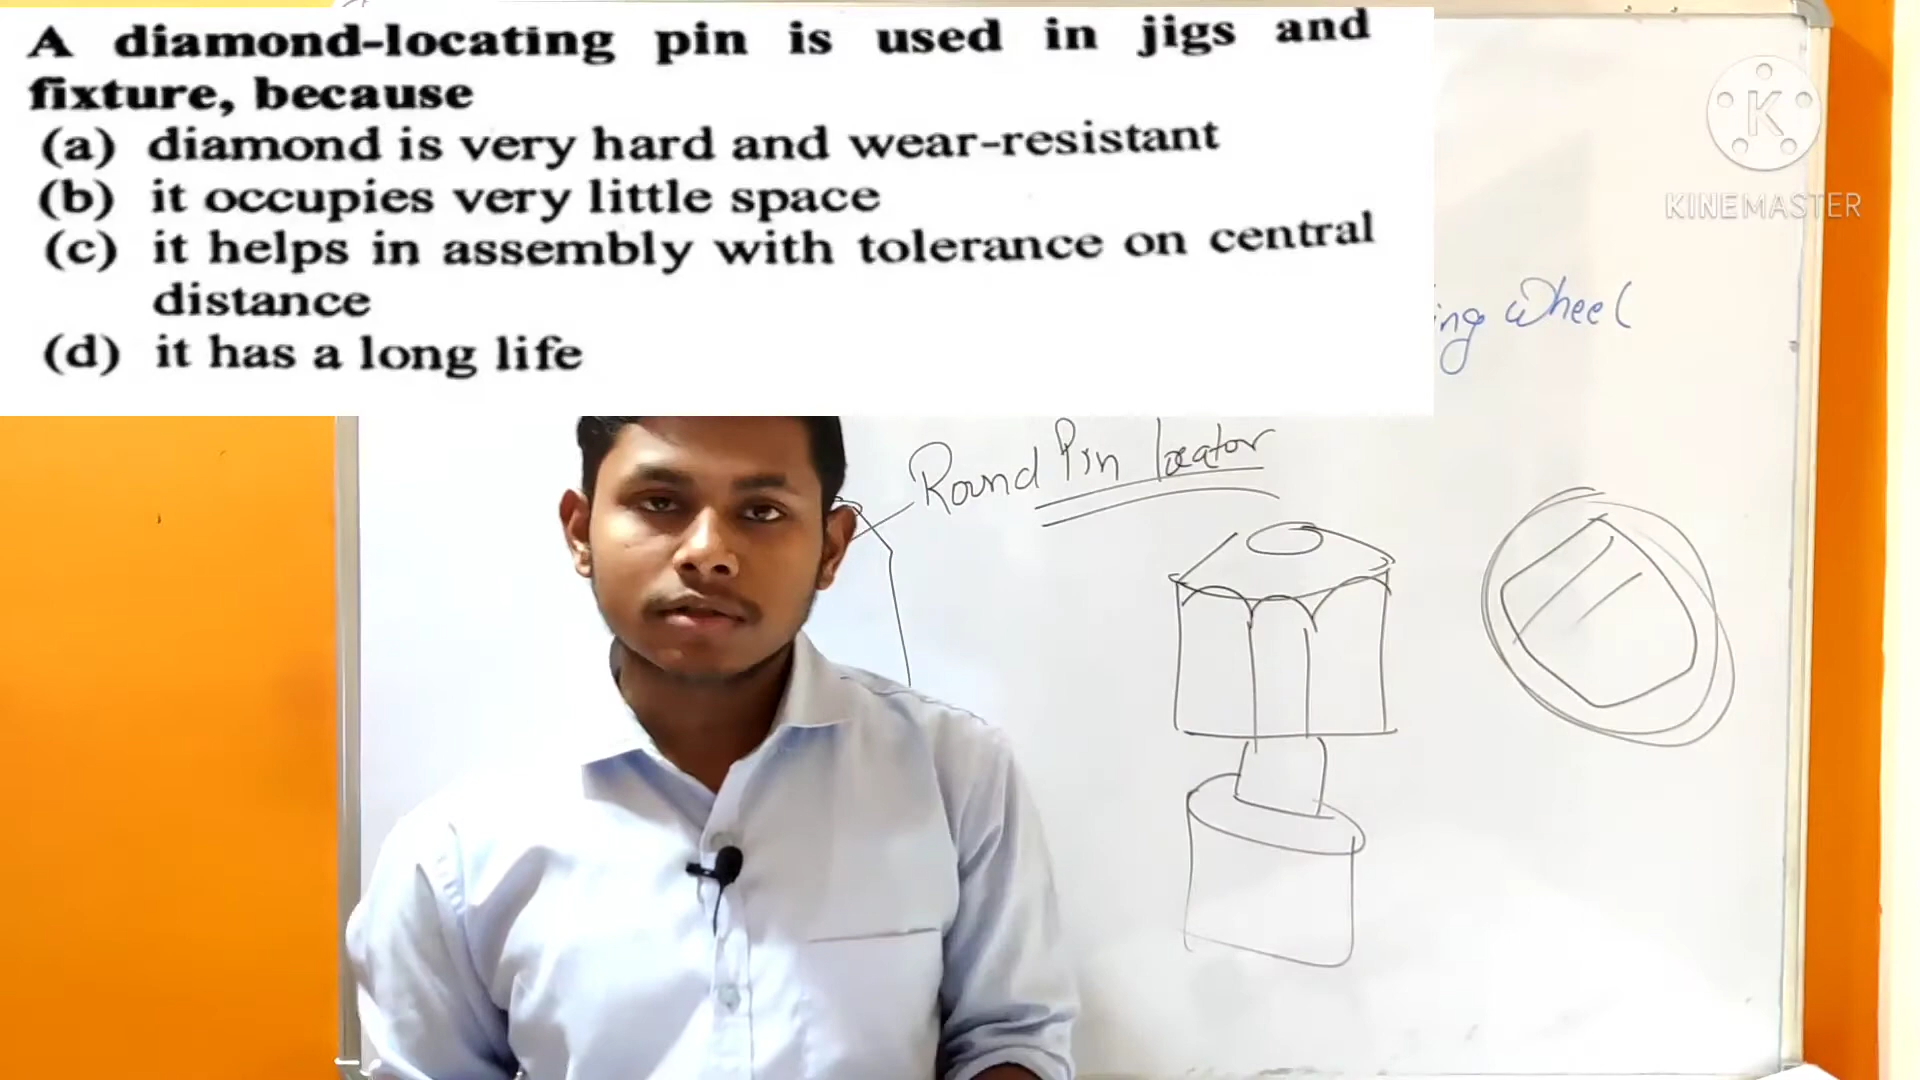 A diamond-locating pin is used in jigs and
fixture, because
(a) diamond is very hard and wear-resistant
(b) it occupies very little space
(c) it helps in assembly with tolerance on central
distance
(d) it has a long life
K
KINEMASTER
ing wheel
Round Pin locator